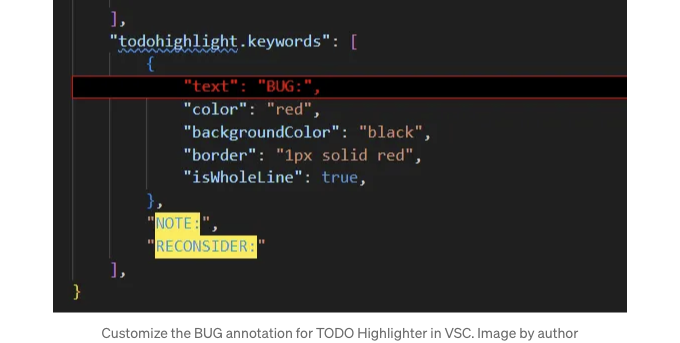 ],
"todohighlight.keywords": [
{
"text": "BUG:",
"color": "red",
"backgroundColor": "black",
"border": "1px solid red",
"isWholeLine": true,
},
"NOTE:",
"RECONSIDER:"
],
}
Customize the BUG annotation for TODO Highlighter in VSC. Image by author